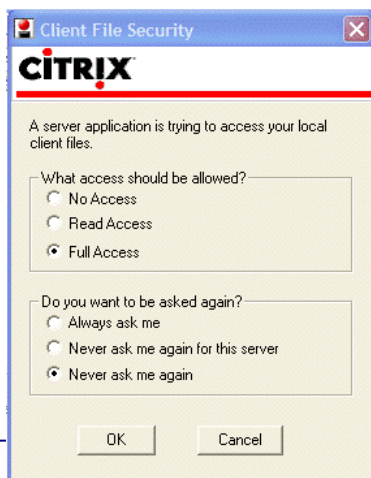 Client File Security
CİTRIX
A server application is trying to access your local
client files.
What access should be allowed?
No Access
Read Access
Full Access
Do you want to be asked again?
Always ask me
Never ask me again for this server
Never ask me again
OK
Cancel